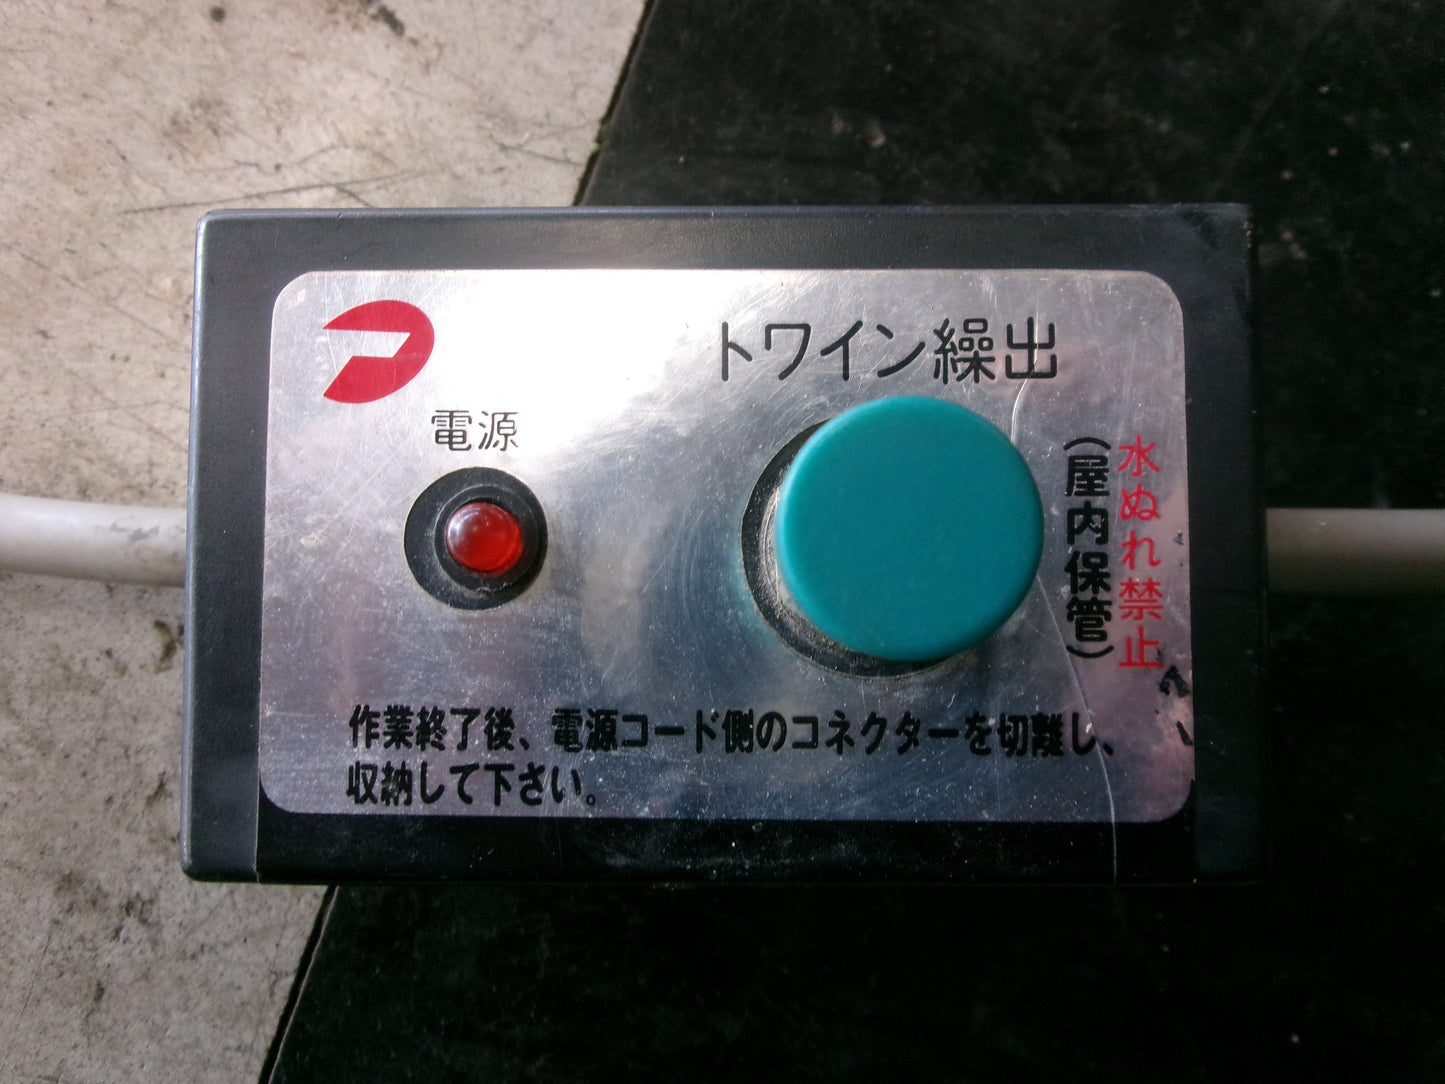 トワイン繰出
電源
水ぬれ禁止
（屋内保管）
作業終了後、電源コード側のコネクターを切離し、
収納して下さい。